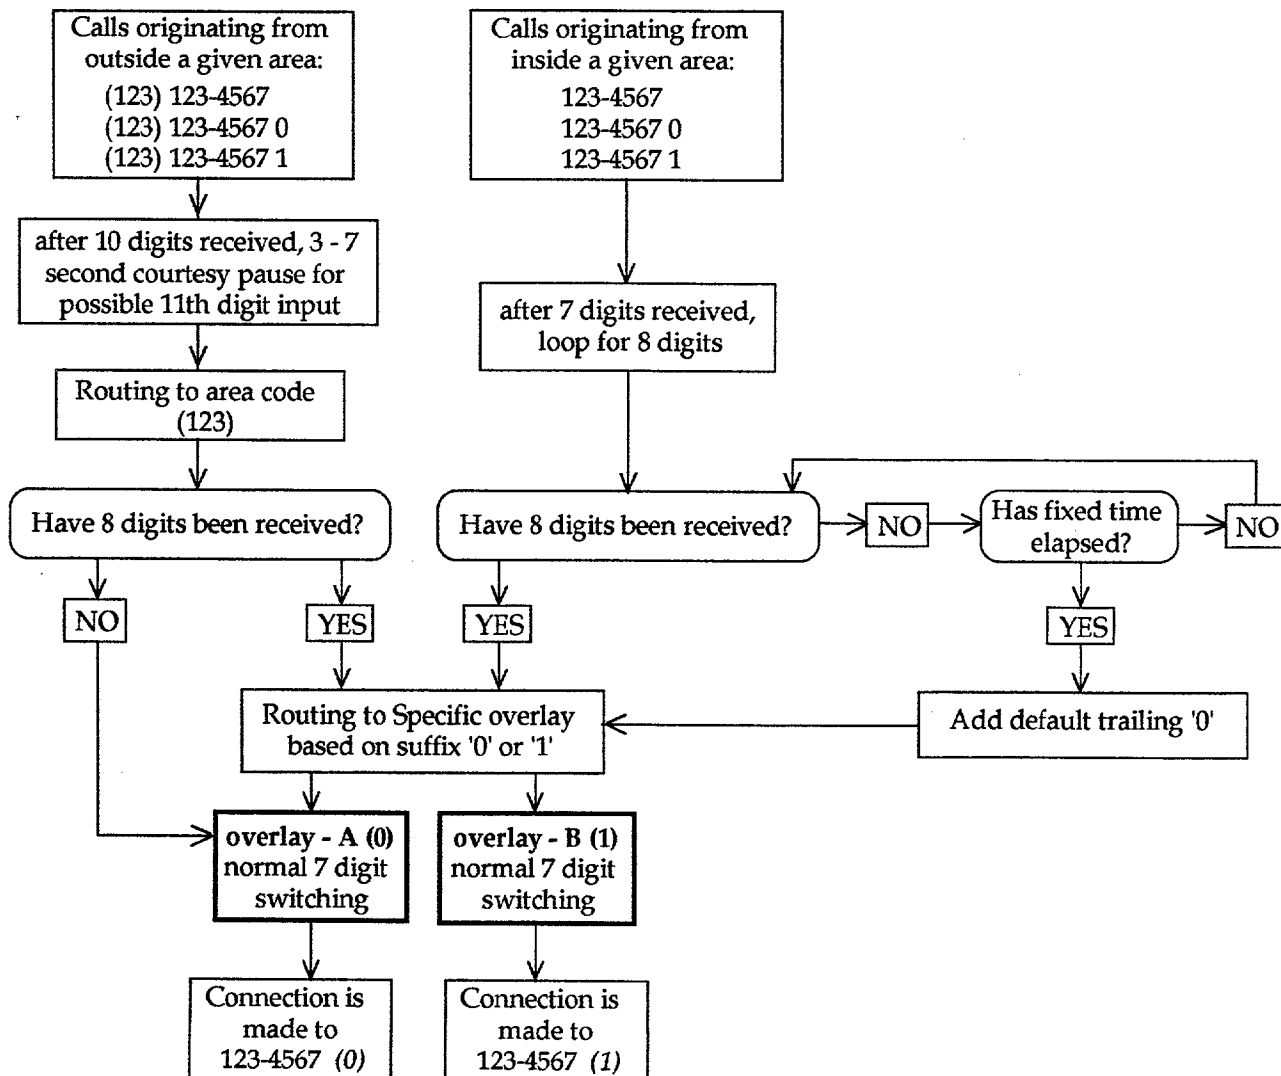 Calls originating from
outside a given area:
(123) 123-4567
(123) 123-4567 0
(123) 123-4567 1
Calls originating from
inside a given area:
123-4567
123-4567 0
123-4567 1
after 10 digits received, 3 - 7
second courtesy pause for
possible 11th digit input
after 7 digits received,
loop for 8 digits
Routing to area code
(123)
Have 8 digits been received?
Have 8 digits been received?
NO
Has fixed time
elapsed?
NO
NO
YES
YES
YES
Routing to Specific overlay
based on suffix '0' or '1'
Add default trailing '0'
overlay - A (0)
normal 7 digit
switching
overlay - B (1)
normal 7 digit
switching
Connection is
made to
123-4567 (0)
Connection is
made to
123-4567 (1)